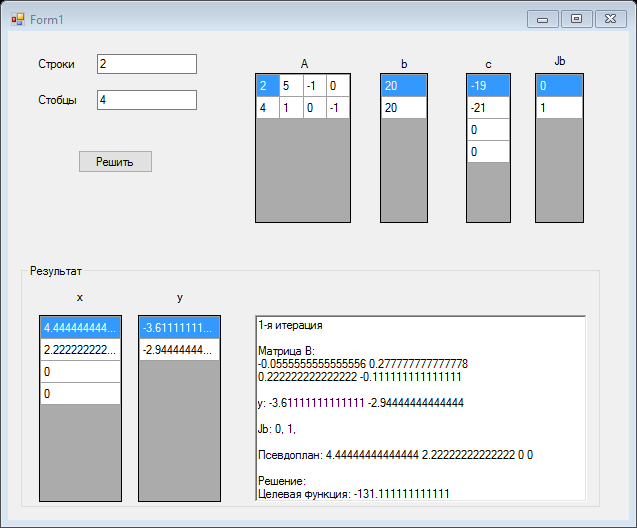 Form1
Строки 2
Стобцы 4
Решить
A b c Jb
2 5 -1 0 20 -19 0
4 1 0 -1 20 -21 1
0
0
Результат
x y
4.444444444... -3.61111111...
2.222222222... -2.94444444...
0
0
1-я итерация
Матрица B:
-0.0555555555555556 0.277777777777778
0.222222222222222 -0.111111111111111
y: -3.61111111111111 -2.94444444444444
Jb: 0, 1,
Псевдоплан: 4.44444444444444 2.22222222222222 0 0
Решение:
Целевая функция: -131.111111111111